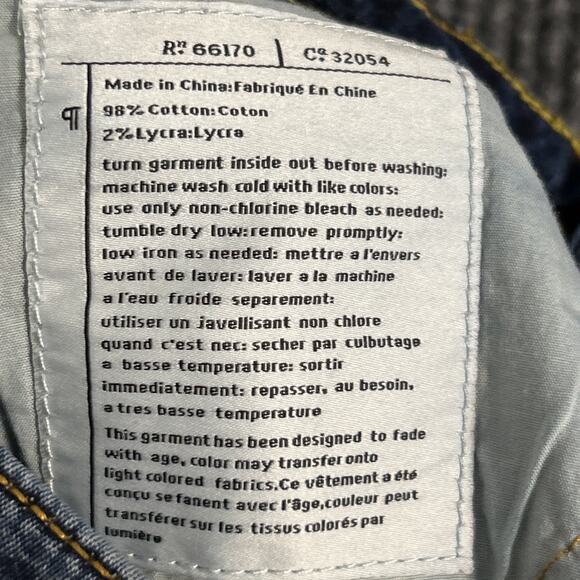 Rⁿ. 66170 | Cª. 32054
¶ Made in China:Fabriqué En Chine
98% Cotton:Coton
2%Lycra:Lycra
turn garment inside out before washing:
machine wash cold with like colors:
use only non-chlorine bleach as needed:
tumble dry low:remove promptly:
low iron as needed: mettre a l'envers
avant de laver: laver a la machine
a l'eau froide separement:
utiliser un javellisant non chlore
quand c'est nec: secher par culbutage
a basse temperature: sortir
immediatement: repasser, au besoin,
a tres basse temperature
This garment has been designed to fade
with age, color may transfer onto
light colored fabrics.Ce vêtement a été
conçu se fanent avec l'âge,couleur peut
transférer sur les tissus colorés par
lumière